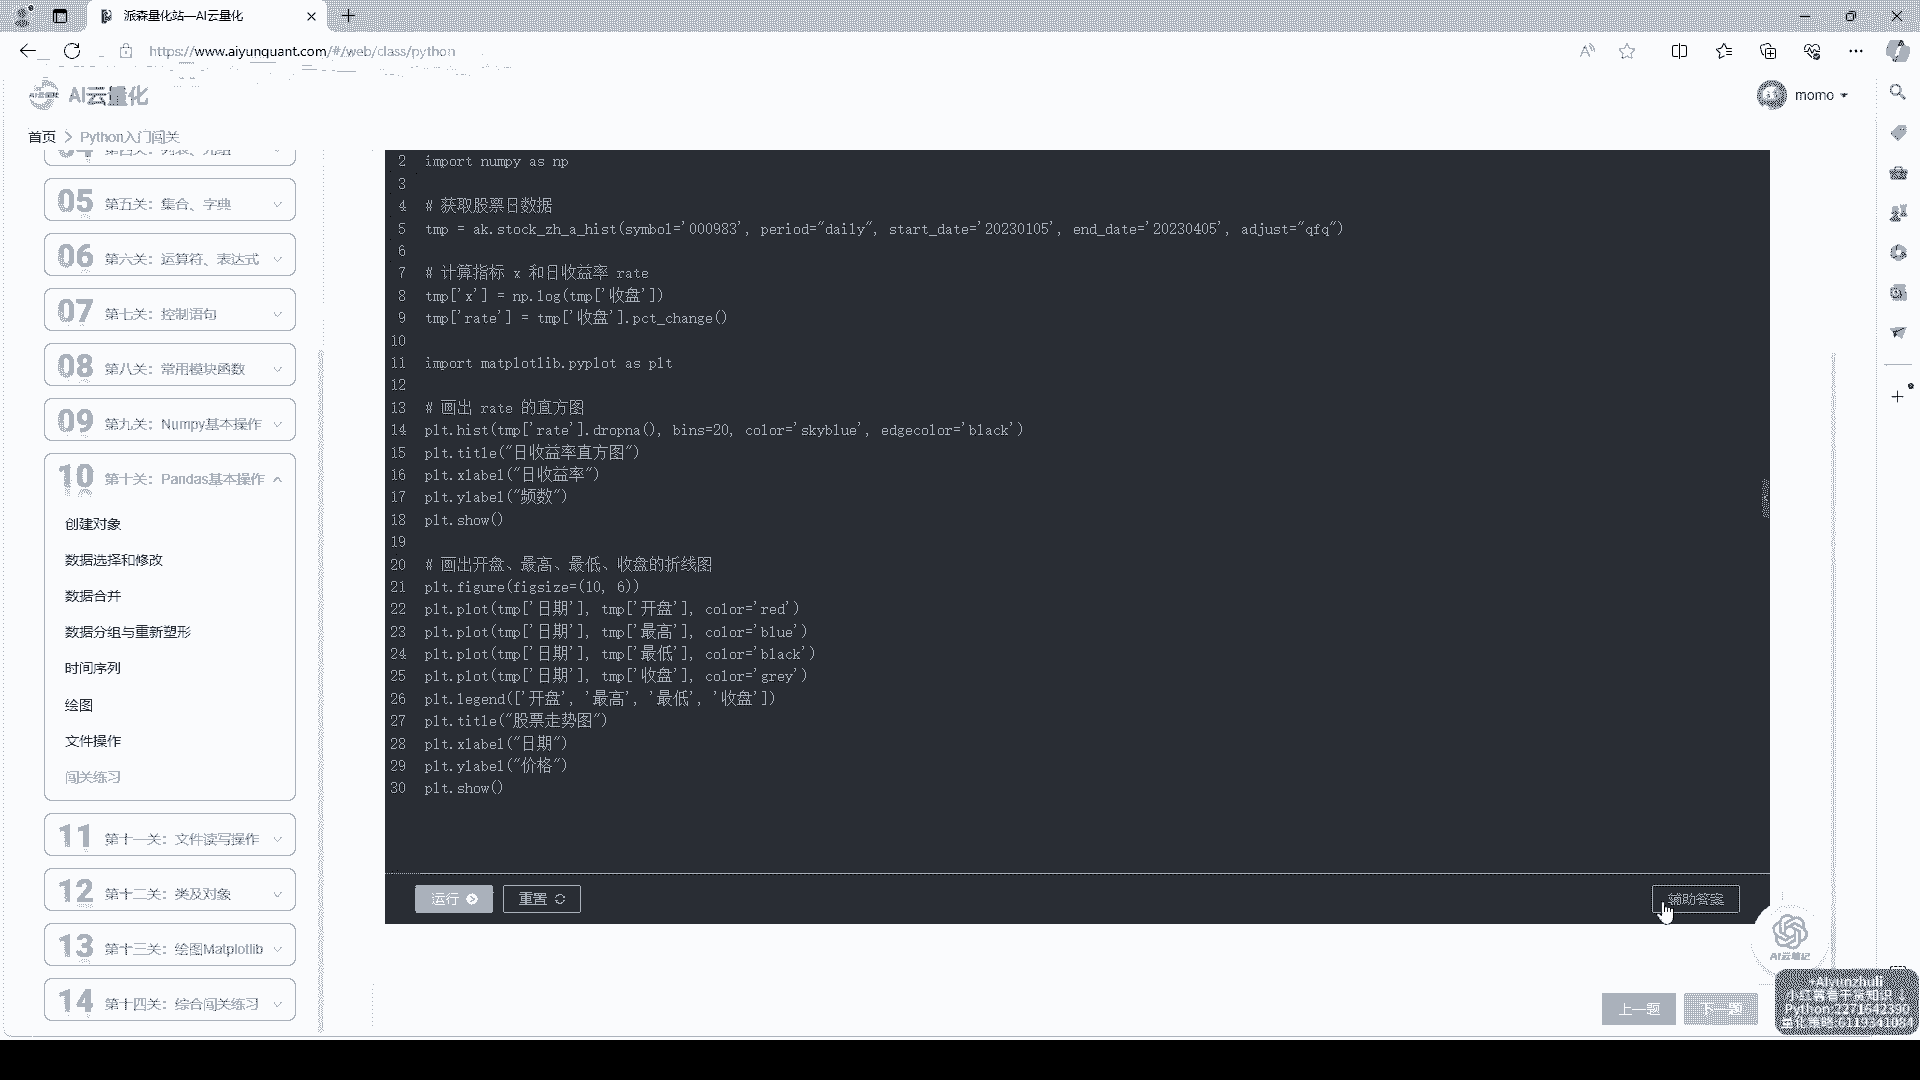 派森量化站—AI云量化
https://www.aiyunquant.com/#/web/class/python
AI云量化
momo
首页 > Python入门闯关
04 第四关：列表、元组
05 第五关：集合、字典
06 第六关：运算符、表达式
07 第七关：控制语句
08 第八关：常用模块函数
09 第九关：Numpy基本操作
10 第十关：Pandas基本操作
创建对象
数据选择和修改
数据合并
数据分组与重新塑形
时间序列
绘图
文件操作
闯关练习
11 第十一关：文件读写操作
12 第十二关：类及对象
13 第十三关：绘图Matplotlib
14 第十四关：综合闯关练习
2 import numpy as np
3
4 # 获取股票日数据
5 tmp = ak.stock_zh_a_hist(symbol='000983', period="daily", start_date='20230105', end_date='20230405', adjust="qfq")
6
7 # 计算指标 x 和日收益率 rate
8 tmp['x'] = np.log(tmp['收盘'])
9 tmp['rate'] = tmp['收盘'].pct_change()
10
11 import matplotlib.pyplot as plt
12
13 # 画出 rate 的直方图
14 plt.hist(tmp['rate'].dropna(), bins=20, color='skyblue', edgecolor='black')
15 plt.title("日收益率直方图")
16 plt.xlabel("日收益率")
17 plt.ylabel("频数")
18 plt.show()
19
20 # 画出开盘、最高、最低、收盘的折线图
21 plt.figure(figsize=(10, 6))
22 plt.plot(tmp['日期'], tmp['开盘'], color='red')
23 plt.plot(tmp['日期'], tmp['最高'], color='blue')
24 plt.plot(tmp['日期'], tmp['最低'], color='black')
25 plt.plot(tmp['日期'], tmp['收盘'], color='grey')
26 plt.legend(['开盘', '最高', '最低', '收盘'])
27 plt.title("股票走势图")
28 plt.xlabel("日期")
29 plt.ylabel("价格")
30 plt.show()
运行
重置
辅助答案
AI云笔记
上一题
下一题
+Aiyunzhuli